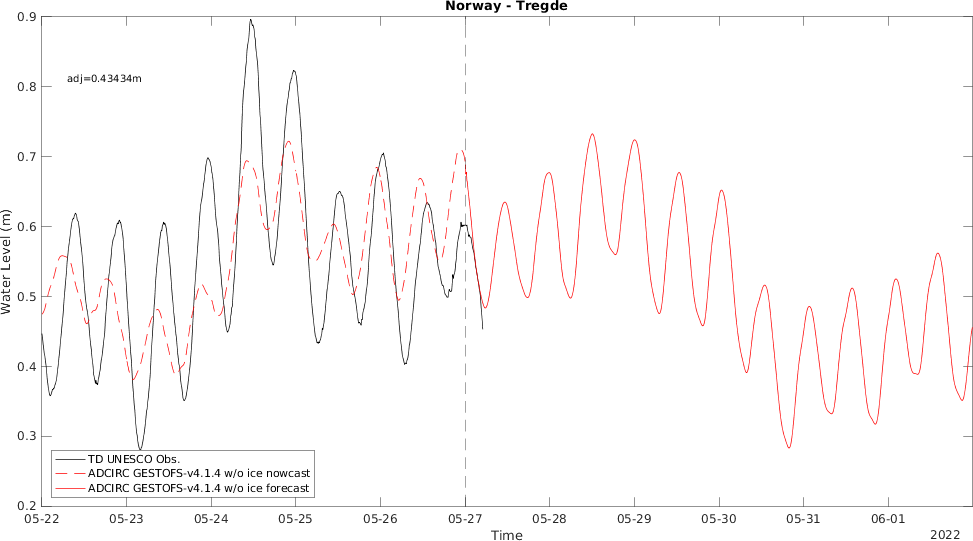 Norway - Tregde
adj=0.43434m
Water Level (m)
0.9
0.8
0.7
0.6
0.5
0.4
0.3
0.2
TD UNESCO Obs.
ADCIRC GESTOFS-v4.1.4 w/o ice nowcast
ADCIRC GESTOFS-v4.1.4 w/o ice forecast
05-22 05-23 05-24 05-25 05-26 05-27 05-28 05-29 05-30 05-31 06-01
Time
2022